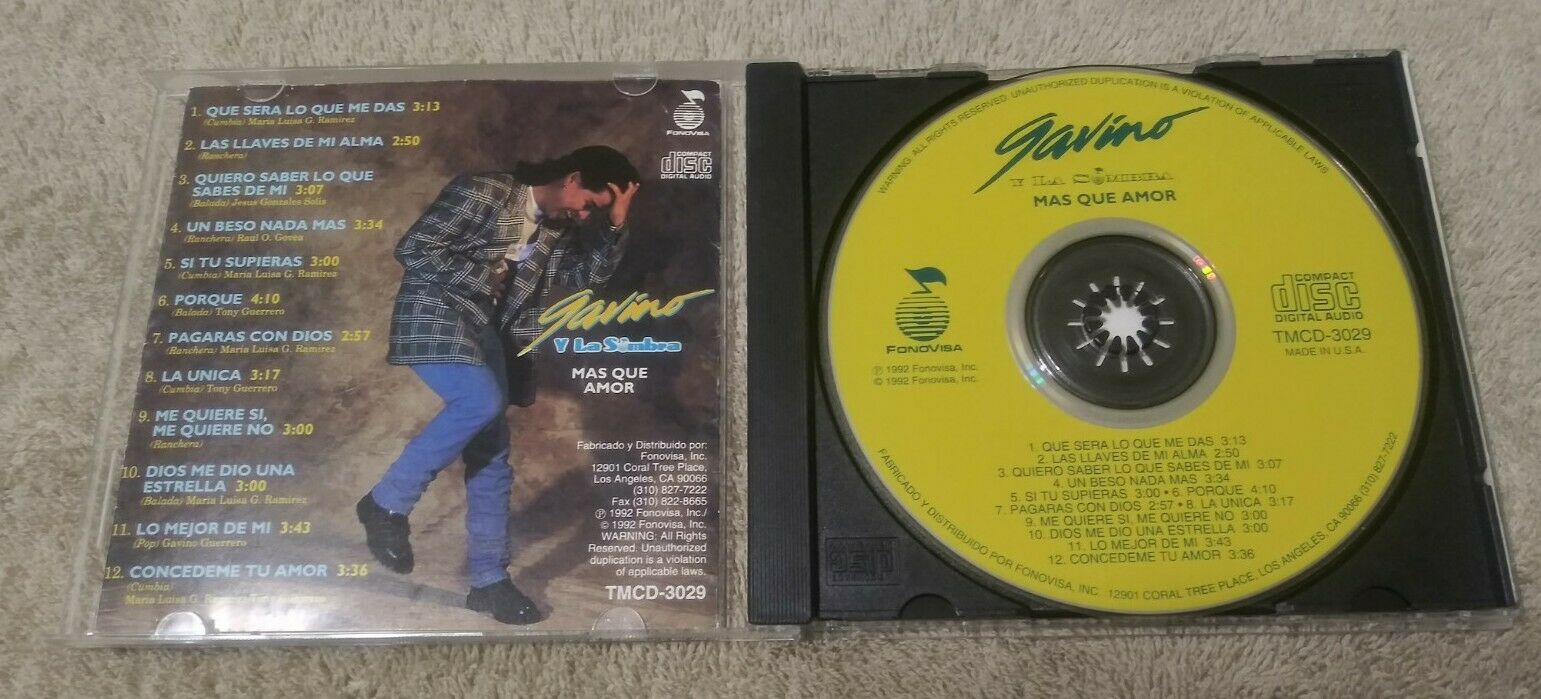 1. QUE SERA LO QUE ME DAS 3:13
(Cumbia) Maria Luisa G. Ramirez
2. LAS LLAVES DE MI ALMA 2:50
(Ranchera)
3. QUIERO SABER LO QUE
SABES DE MI 3:07
(Balada) Jesus Gonzales Solis
4. UN BESO NADA MAS 3:34
(Ranchera) Raul O. Govea
5. SI TU SUPIERAS 3:00
(Cumbia) Maria Luisa G. Ramirez
6. PORQUE 4:10
(Balada) Tony Guerrero
7. PAGARAS CON DIOS 2:57
(Ranchera) Maria Luisa G. Ramirez
8. LA UNICA 3:17
(Cumbia) Tony Guerrero
9. ME QUIERE SI,
ME QUIERE NO 3:00
(Ranchera)
10. DIOS ME DIO UNA
ESTRELLA 3:00
(Balada) Maria Luisa G. Ramirez
11. LO MEJOR DE MI 3:43
(Pop) Gavino Guerrero
12. CONCEDEME TU AMOR 3:36
(Cumbia)
Maria Luisa G.
FONOVISA
COMPACT
disc
DIGITAL AUDIO
gavino
Y La Sombra
MAS QUE
AMOR
Fabricado y Distribuido por:
Fonovisa, Inc.
12901 Coral Tree Place,
Los Angeles, CA 90066
(310) 827-7222
Fax (310) 822-8665
℗ 1992 Fonovisa, Inc./
© 1992 Fonovisa, Inc.
WARNING: All Rights
Reserved. Unauthorized
duplication is a violation
of applicable laws.
TMCD-3029
WARNING: ALL RIGHTS RESERVED. UNAUTHORIZED DUPLICATION IS A VIOLATION OF APPLICABLE LAWS
gavino
Y LA SOMBRA
MAS QUE AMOR
FONOVISA
℗ 1992 Fonovisa, Inc.
© 1992 Fonovisa, Inc.
COMPACT
disc
DIGITAL AUDIO
TMCD-3029
MADE IN U.S.A.
1. QUE SERA LO QUE ME DAS 3:13
2. LAS LLAVES DE MI ALMA 2:50
3. QUIERO SABER LO QUE SABES DE MI 3:07
4. UN BESO NADA MAS 3:34
5. SI TU SUPIERAS 3:00 • 6. PORQUE 4:10
7. PAGARAS CON DIOS 2:57 • 8. LA UNICA 3:17
9. ME QUIERE SI, ME QUIERE NO 3:00
10. DIOS ME DIO UNA ESTRELLA 3:00
11. LO MEJOR DE MI 3:43
12. CONCEDEME TU AMOR 3:36
FABRICADO Y DISTRIBUIDO POR FONOVISA, INC. 12901 CORAL TREE PLACE, LOS ANGELES, CA 90066 (310) 827-7222